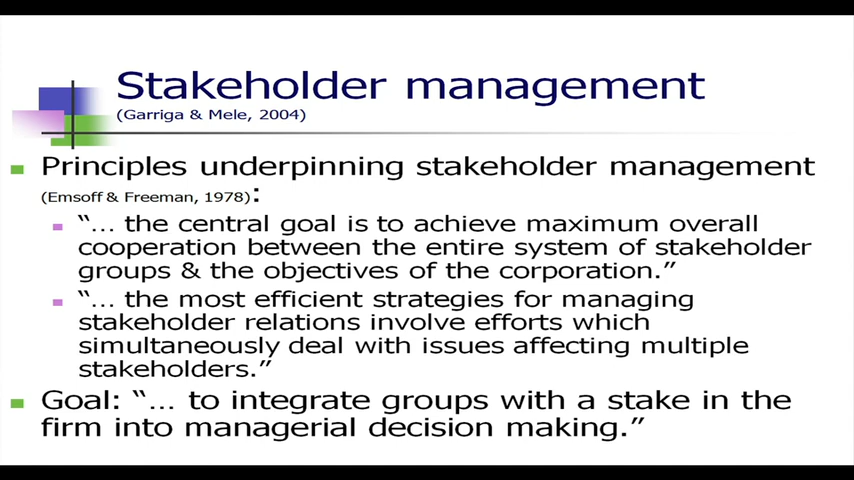 Stakeholder management
(Garriga & Mele, 2004)
Principles underpinning stakeholder management
(Emsoff & Freeman, 1978):
“… the central goal is to achieve maximum overall
cooperation between the entire system of stakeholder
groups & the objectives of the corporation.”
“… the most efficient strategies for managing
stakeholder relations involve efforts which
simultaneously deal with issues affecting multiple
stakeholders.”
Goal: “… to integrate groups with a stake in the
firm into managerial decision making.”